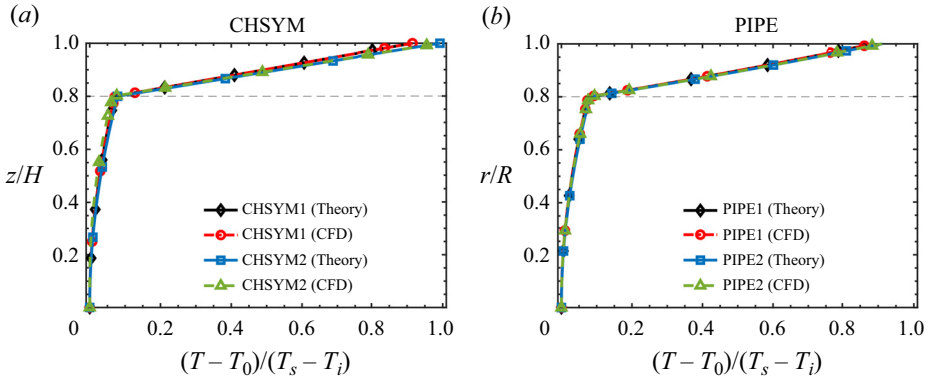 (a)
CHSYM
1.0
0.8
0.6
z/H
0.4
0.2
0
0.2
0.4
0.6
0.8
1.0
CHSYM1 (Theory)
CHSYM1 (CFD)
CHSYM2 (Theory)
CHSYM2 (CFD)
(T – T0)/(Ts – Ti)
(b)
PIPE
1.0
0.8
0.6
r/R
0.4
0.2
0
0.2
0.4
0.6
0.8
1.0
PIPE1 (Theory)
PIPE1 (CFD)
PIPE2 (Theory)
PIPE2 (CFD)
(T – T0)/(Ts – Ti)